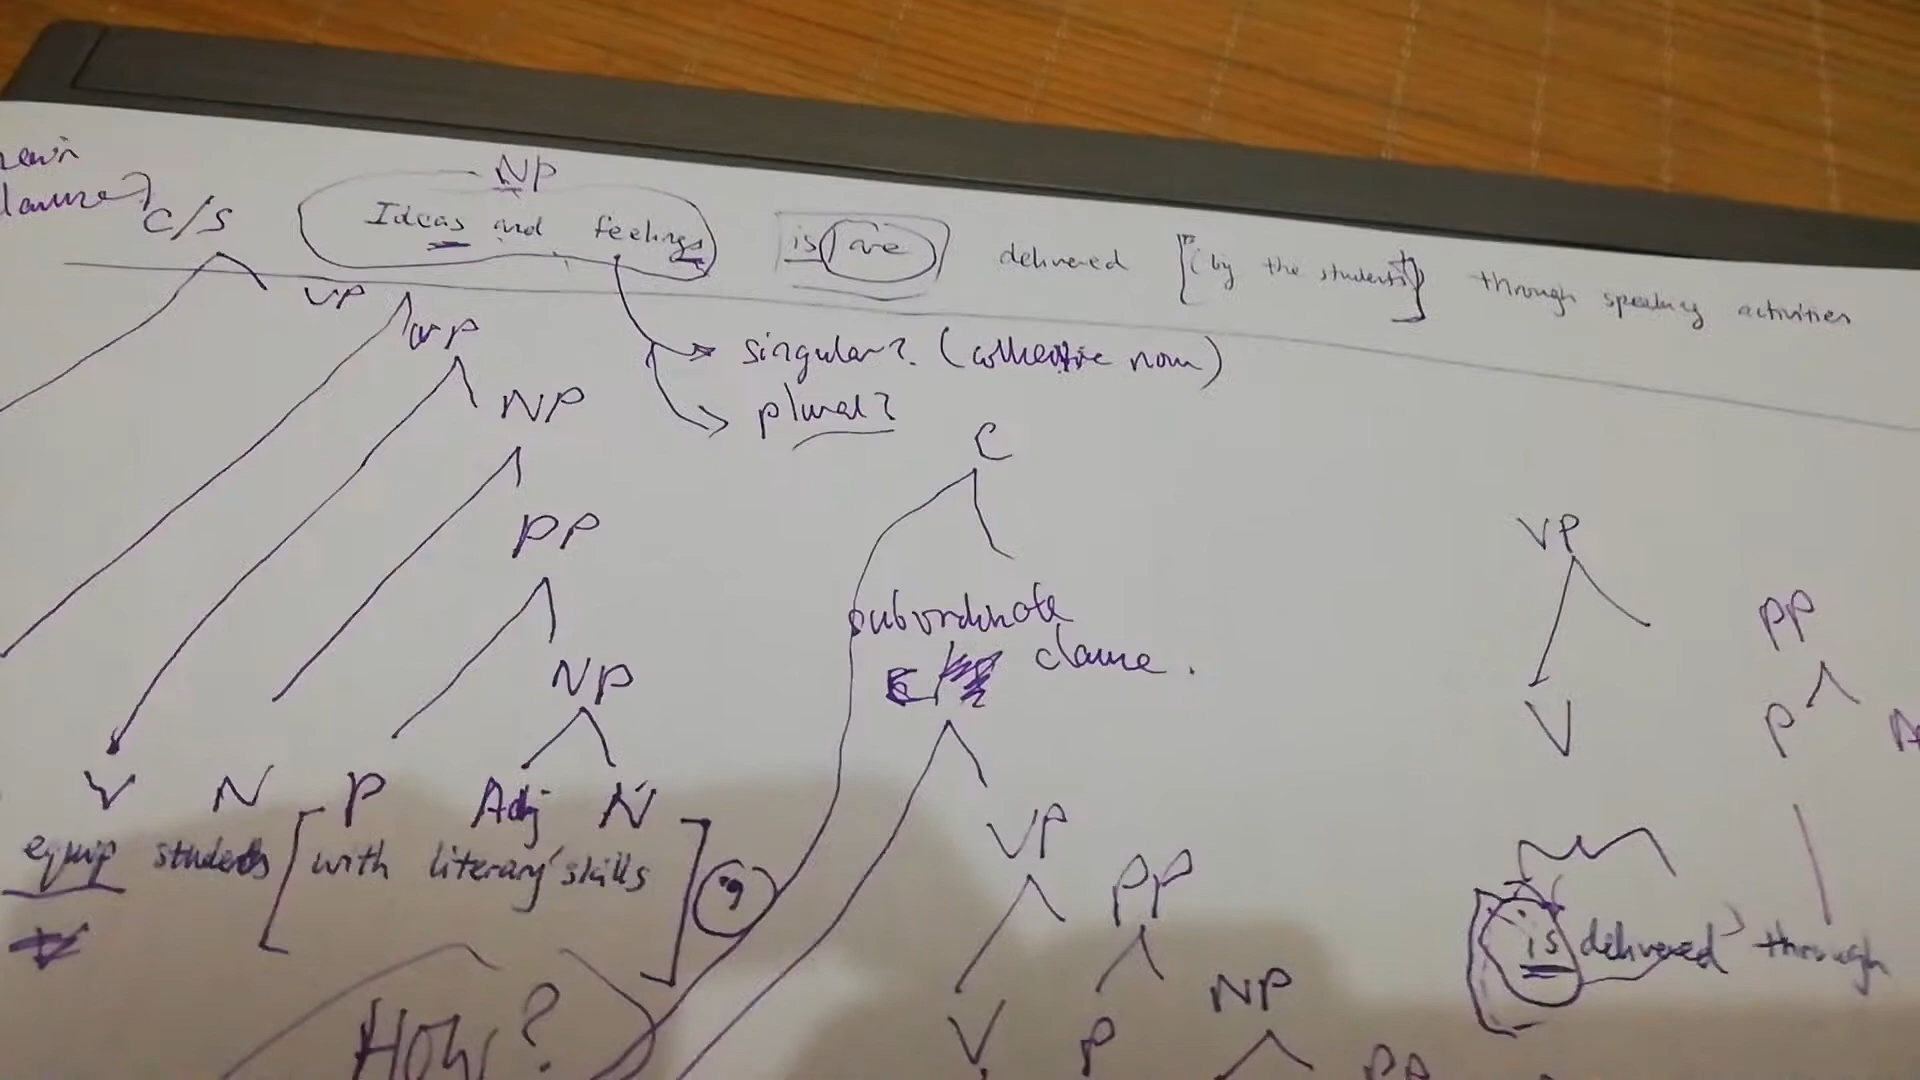 NP
C/S
Ideas and feelings is are delivered [(by the students)] through speaking activities
VP
VP
singular? (collective noun)
NP
plural?
C
PP
VP
subordinate
clause.
PP
NP
V
P
V N P Adj N
VP
equip students [with literary skills]
PP
is delivered through
NP
How?
V
P
PP